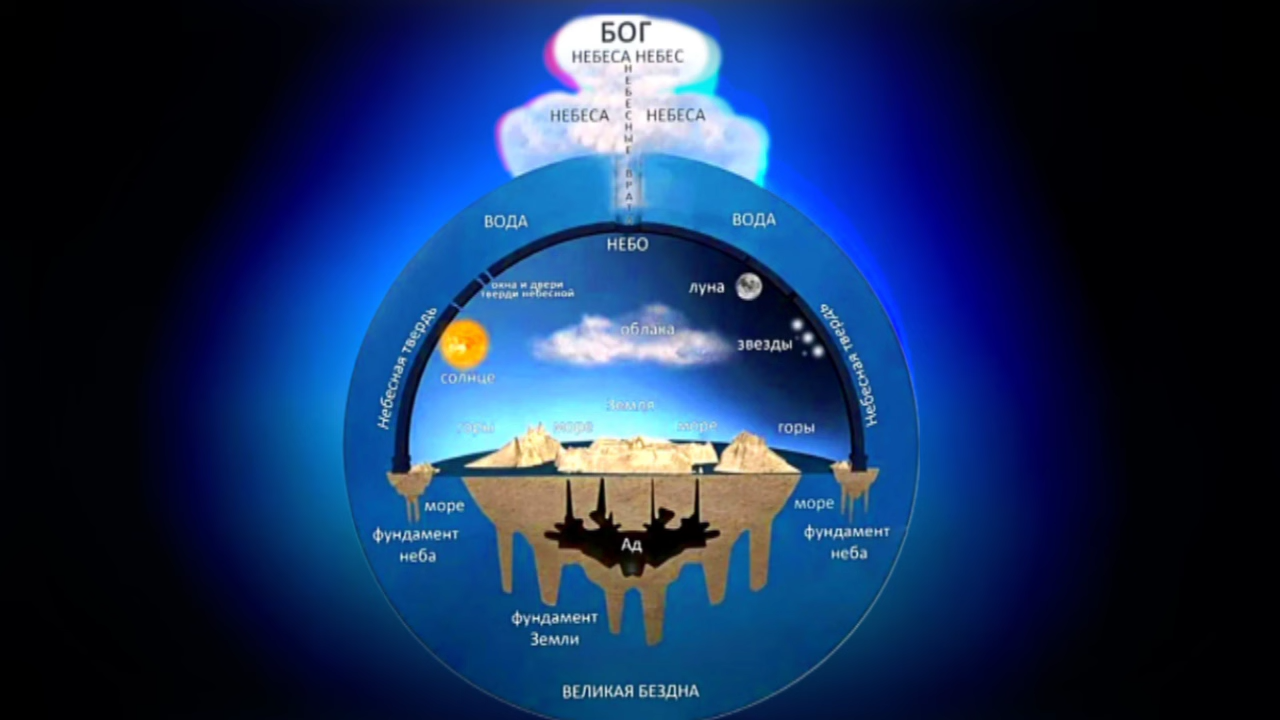 БОГ
НЕБЕСА НЕБЕС
НЕБЕСНЫЕ ВРАТА
НЕБЕСА
НЕБЕСА
ВОДА
ВОДА
НЕБО
окна и двери
тверди небесной
луна
Небесная твердь
облака
звезды
Небесная твердь
солнце
Земля
горы
море
море
горы
море
море
фундамент
неба
фундамент
неба
Ад
фундамент
Земли
ВЕЛИКАЯ БЕЗДНА